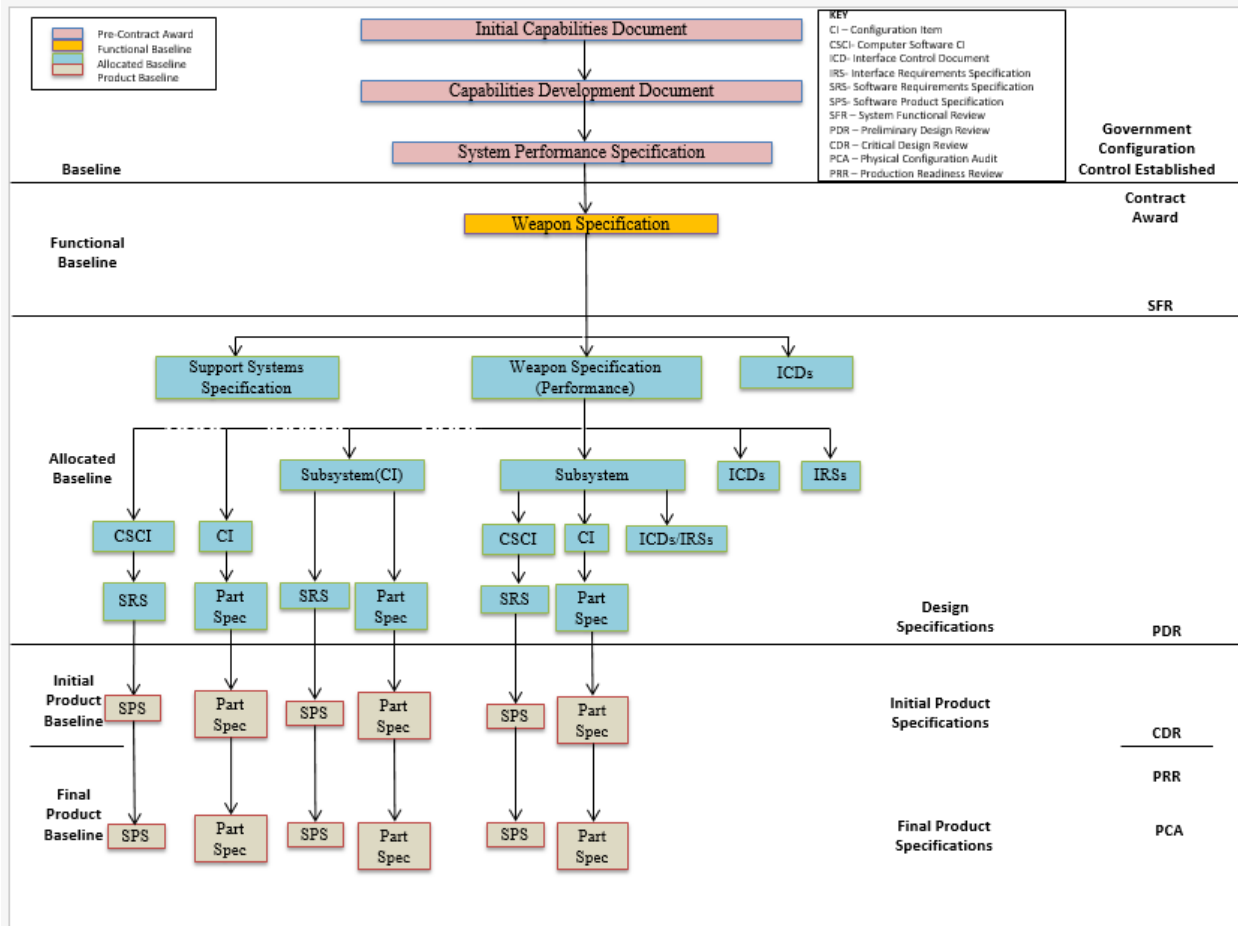 Pre-Contract Award
Functional Baseline
Allocated Baseline
Product Baseline
Initial Capabilities Document
Capabilities Development Document
System Performance Specification
KEY
CI – Configuration Item
CSCI- Computer Software CI
ICD- Interface Control Document
IRS- Interface Requirements Specification
SRS- Software Requirements Specification
SPS- Software Product Specification
SFR – System Functional Review
PDR – Preliminary Design Review
CDR – Critical Design Review
PCA – Physical Configuration Audit
PRR – Production Readiness Review
Government
Configuration
Control Established
Baseline
Contract
Award
Weapon Specification
Functional
Baseline
SFR
Support Systems
Specification
Weapon Specification
(Performance)
ICDs
Allocated
Baseline
Subsystem(CI)
Subsystem
ICDs
IRSs
CSCI
CI
CSCI
CI
ICDs/IRSs
SRS
Part
Spec
SRS
Part
Spec
SRS
Part
Spec
Design
Specifications
PDR
Initial
Product
Baseline
SPS
Part
Spec
SPS
Part
Spec
SPS
Part
Spec
Initial Product
Specifications
CDR
PRR
Final
Product
Baseline
SPS
Part
Spec
SPS
Part
Spec
SPS
Part
Spec
Final Product
Specifications
PCA